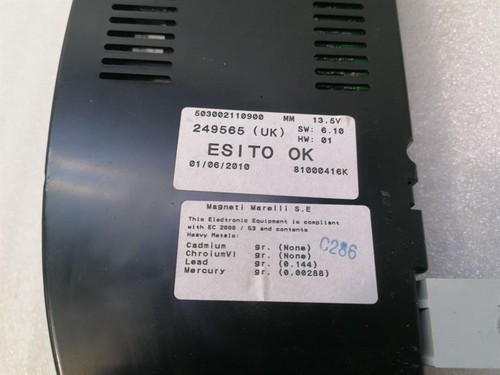 503002110900 MM 13.5V
249565 (UK) SW: 6.10
HW: 01
ESITO OK
01/06/2010 81000416K
Magneti Marelli S.E
This Eledtronic Equipment is compliant
with EC 2000 / 53 and contents
Heavy Metals:
Cadmium gr. (None)
ChroiumVI gr. (None)
Lead gr. (0.144)
Mercury gr. (0.00288)
C286